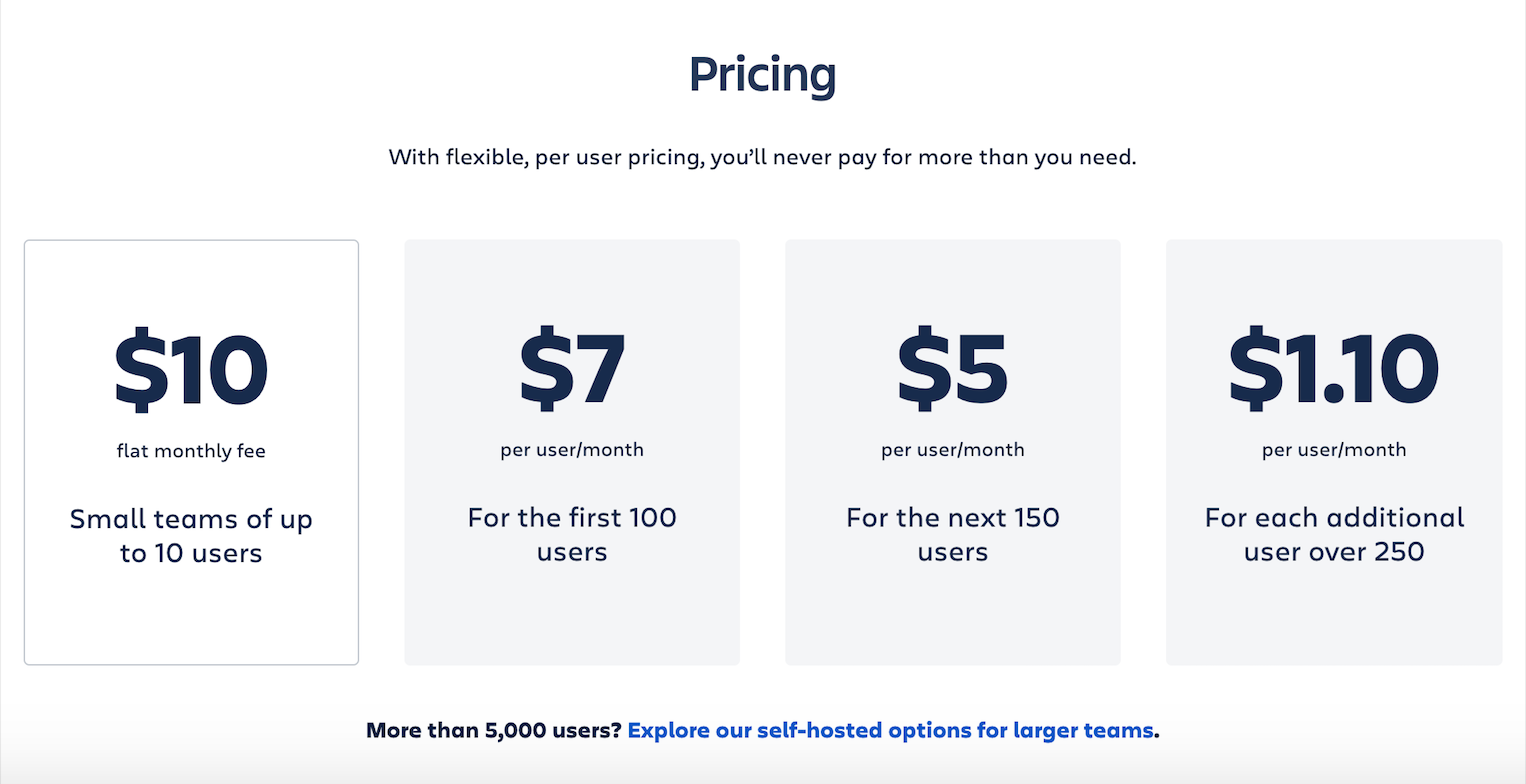 Pricing
With flexible, per user pricing, you’ll never pay for more than you need.
$10
flat monthly fee
Small teams of up
to 10 users
$7
per user/month
For the first 100
users
$5
per user/month
For the next 150
users
$1.10
per user/month
For each additional
user over 250
More than 5,000 users? Explore our self-hosted options for larger teams.